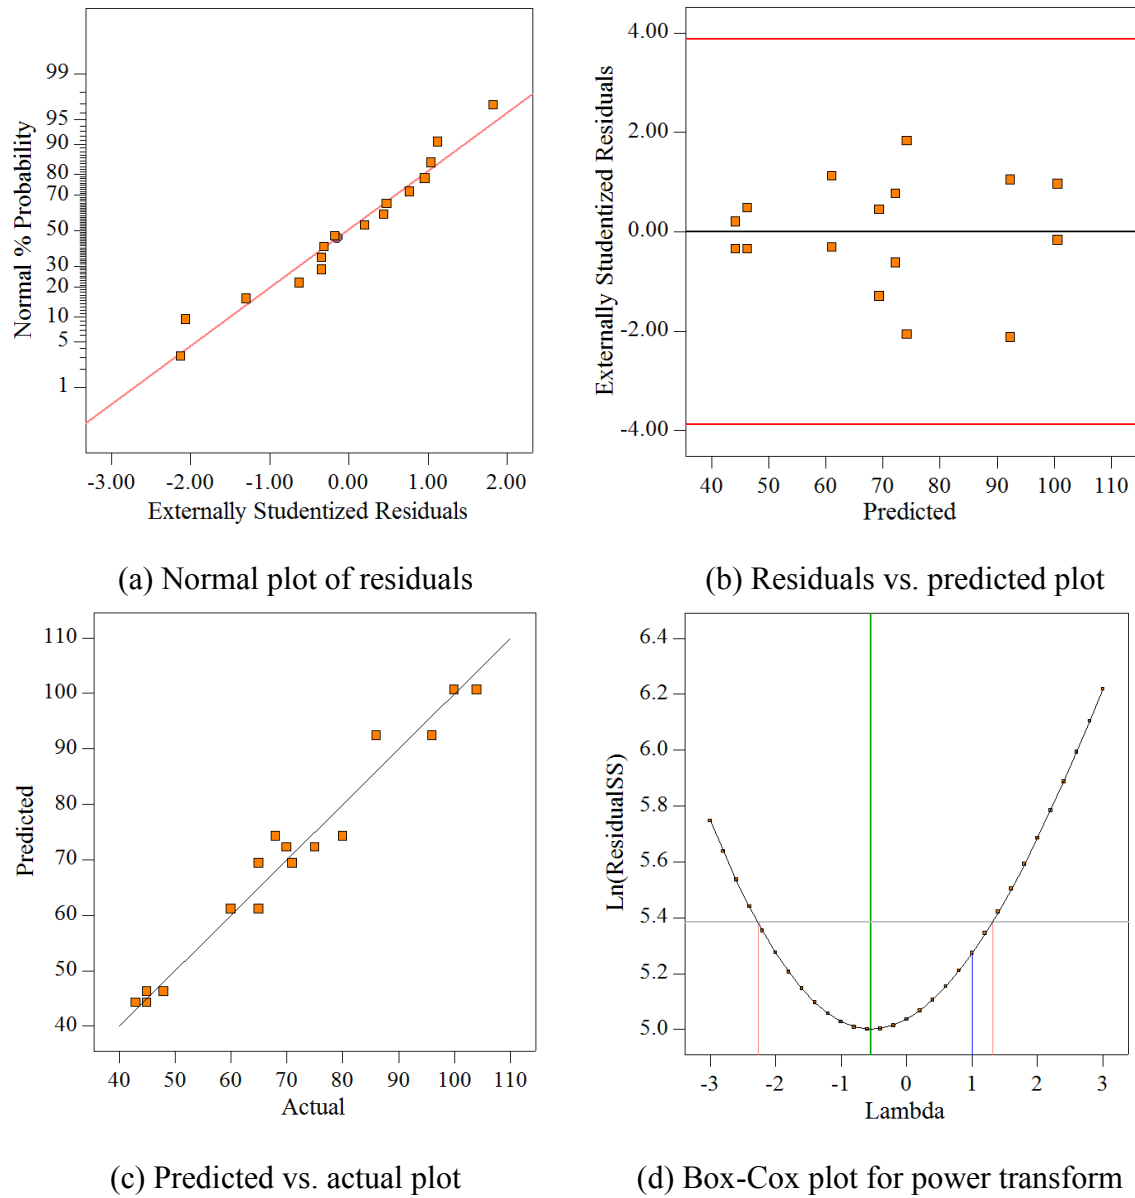 99
95
90
80
70
50
30
20
10
5
1
Normal % Probability
-3.00 -2.00 -1.00 0.00 1.00 2.00
Externally Studentized Residuals
(a) Normal plot of residuals
4.00
2.00
0.00
-2.00
-4.00
Externally Studentized Residuals
40 50 60 70 80 90 100 110
Predicted
(b) Residuals vs. predicted plot
110
100
90
80
70
60
50
40
Predicted
40 50 60 70 80 90 100 110
Actual
(c) Predicted vs. actual plot
6.4
6.2
6.0
5.8
5.6
5.4
5.2
5.0
Ln(ResidualSS)
-3 -2 -1 0 1 2 3
Lambda
(d) Box-Cox plot for power transform